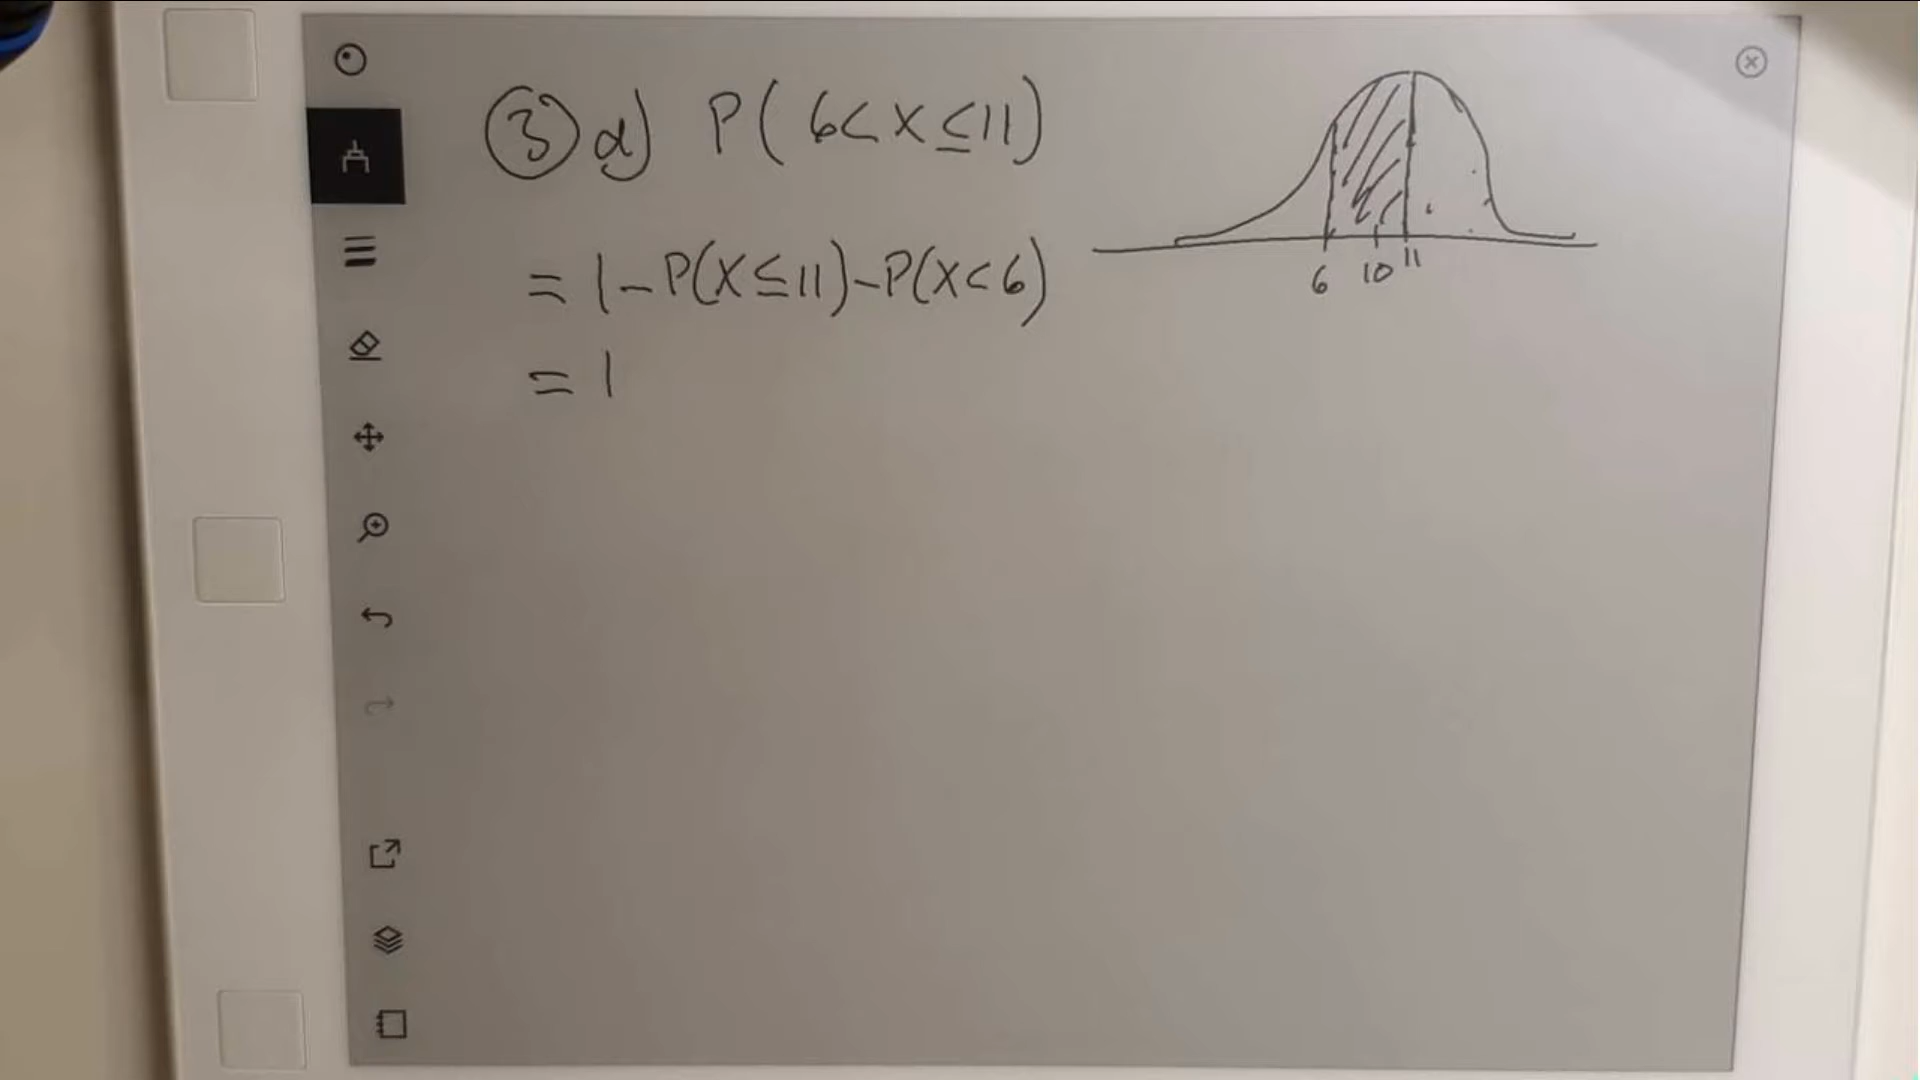 ③ a) P( 6 < X ≤ 11)
= 1 - P(X ≤ 11) - P(X < 6)
= 1
6 10 11